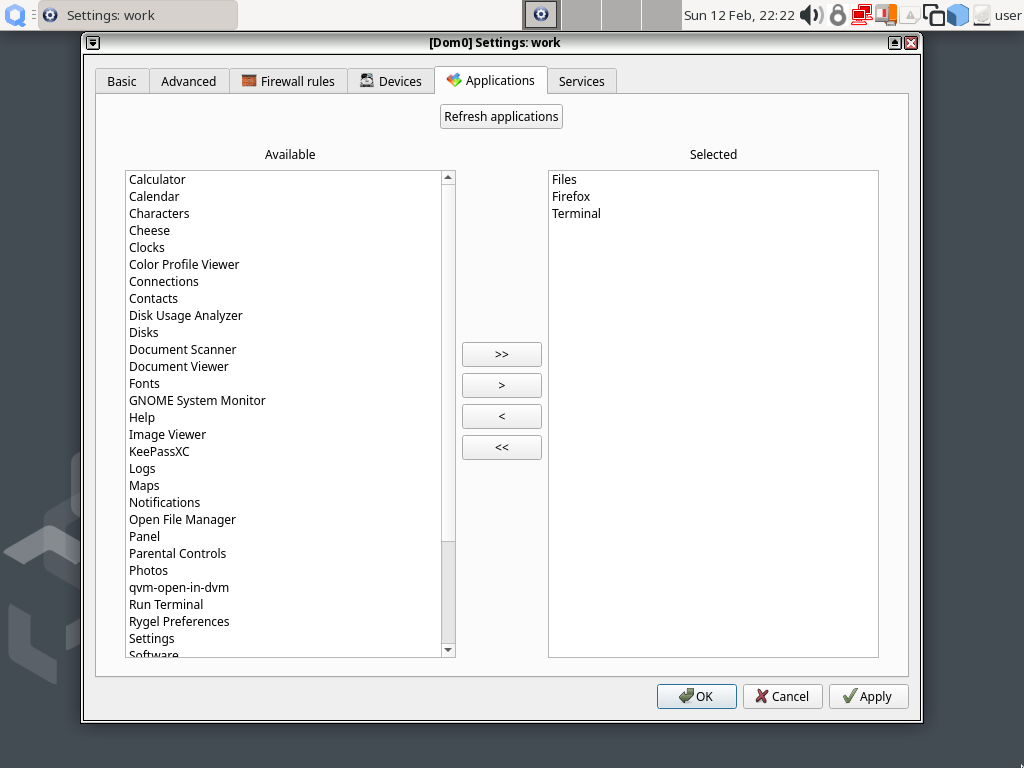 Settings: work
Sun 12 Feb, 22:22
user
[Dom0] Settings: work
Basic
Advanced
Firewall rules
Devices
Applications
Services
Refresh applications
Available
Selected
Calculator
Calendar
Characters
Cheese
Clocks
Color Profile Viewer
Connections
Contacts
Disk Usage Analyzer
Disks
Document Scanner
Document Viewer
Fonts
GNOME System Monitor
Help
Image Viewer
KeePassXC
Logs
Maps
Notifications
Open File Manager
Panel
Parental Controls
Photos
qvm-open-in-dvm
Run Terminal
Rygel Preferences
Settings
Software
>>
>
<
<<
Files
Firefox
Terminal
OK
Cancel
Apply